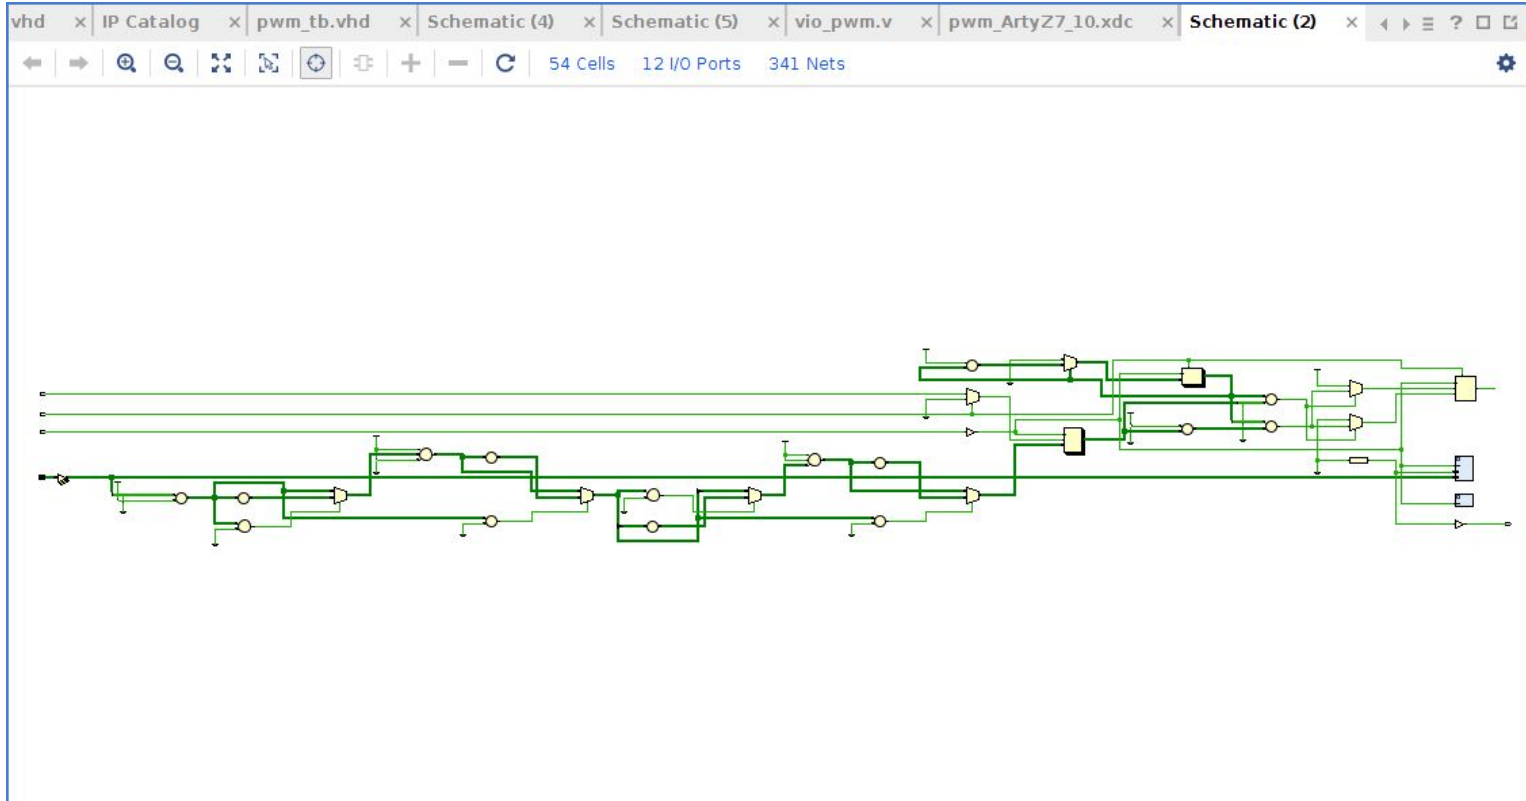 vhd × IP Catalog × pwm_tb.vhd × Schematic (4) × Schematic (5) × vio_pwm.v × pwm_ArtyZ7_10.xdc × Schematic (2) × ?
54 Cells 12 I/O Ports 341 Nets